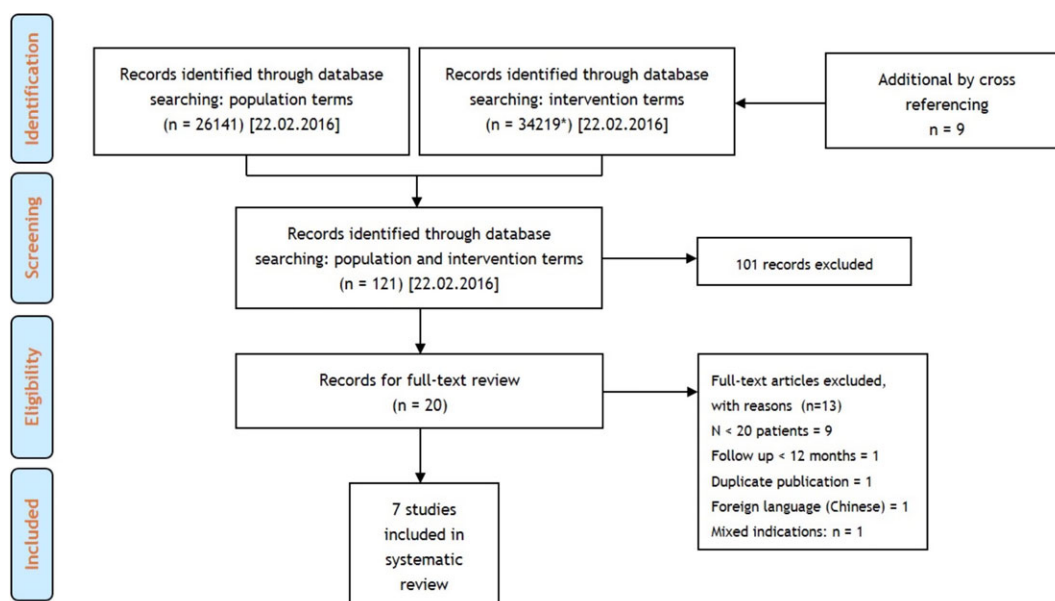 Identification
Records identified through database
searching: population terms
(n = 26141) [22.02.2016]
Records identified through database
searching: intervention terms
(n = 34219*) [22.02.2016]
Additional by cross
referencing
n = 9
Screening
Records identified through database
searching: population and intervention terms
(n = 121) [22.02.2016]
101 records excluded
Eligibility
Records for full-text review
(n = 20)
Full-text articles excluded,
with reasons (n=13)
N < 20 patients = 9
Follow up < 12 months = 1
Duplicate publication = 1
Foreign language (Chinese) = 1
Mixed indications: n = 1
Included
7 studies
included in
systematic
review